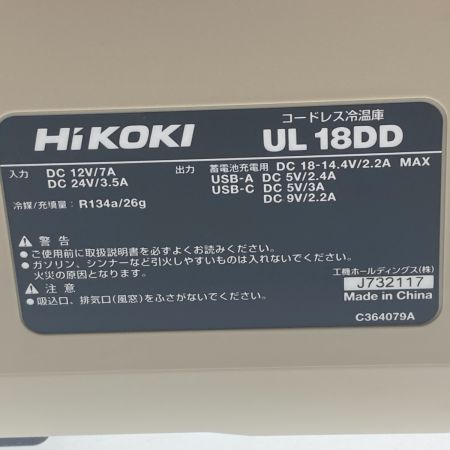 コードレス冷温庫
HiKOKI UL 18DD
入力 DC 12V/7A 出力 蓄電池充電用 DC 18-14.4V/2.2A MAX
DC 24V/3.5A USB-A DC 5V/2.4A
USB-C DC 5V/3A
冷媒/充填量: R134a/26g DC 9V/2.2A
⚠ 警告
●ご使用前に取扱説明書を必ずよくお読みください。
●ガソリン、シンナーなど引火しやすいものは入れないでください。
火災の原因となります。
⚠ 注意
●吸込口、排気口(風窓)をふさがないでください。
工機ホールディングス(株)
J732117
Made in China
C364079A